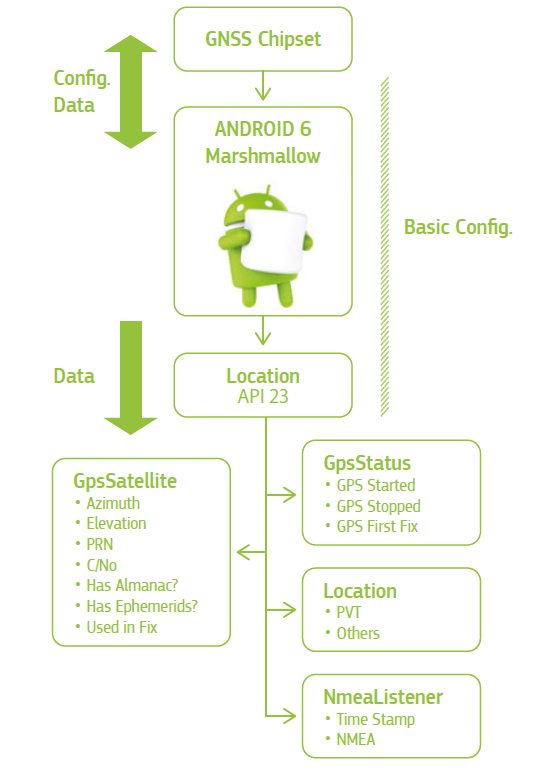 GNSS Chipset
Config.
Data
ANDROID 6
Marshmallow
Basic Config.
Data
Location
API 23
GpsSatellite
• Azimuth
• Elevation
• PRN
• C/No
• Has Almanac?
• Has Ephemerids?
• Used in Fix
GpsStatus
• GPS Started
• GPS Stopped
• GPS First Fix
Location
• PVT
• Others
NmeaListener
• Time Stamp
• NMEA